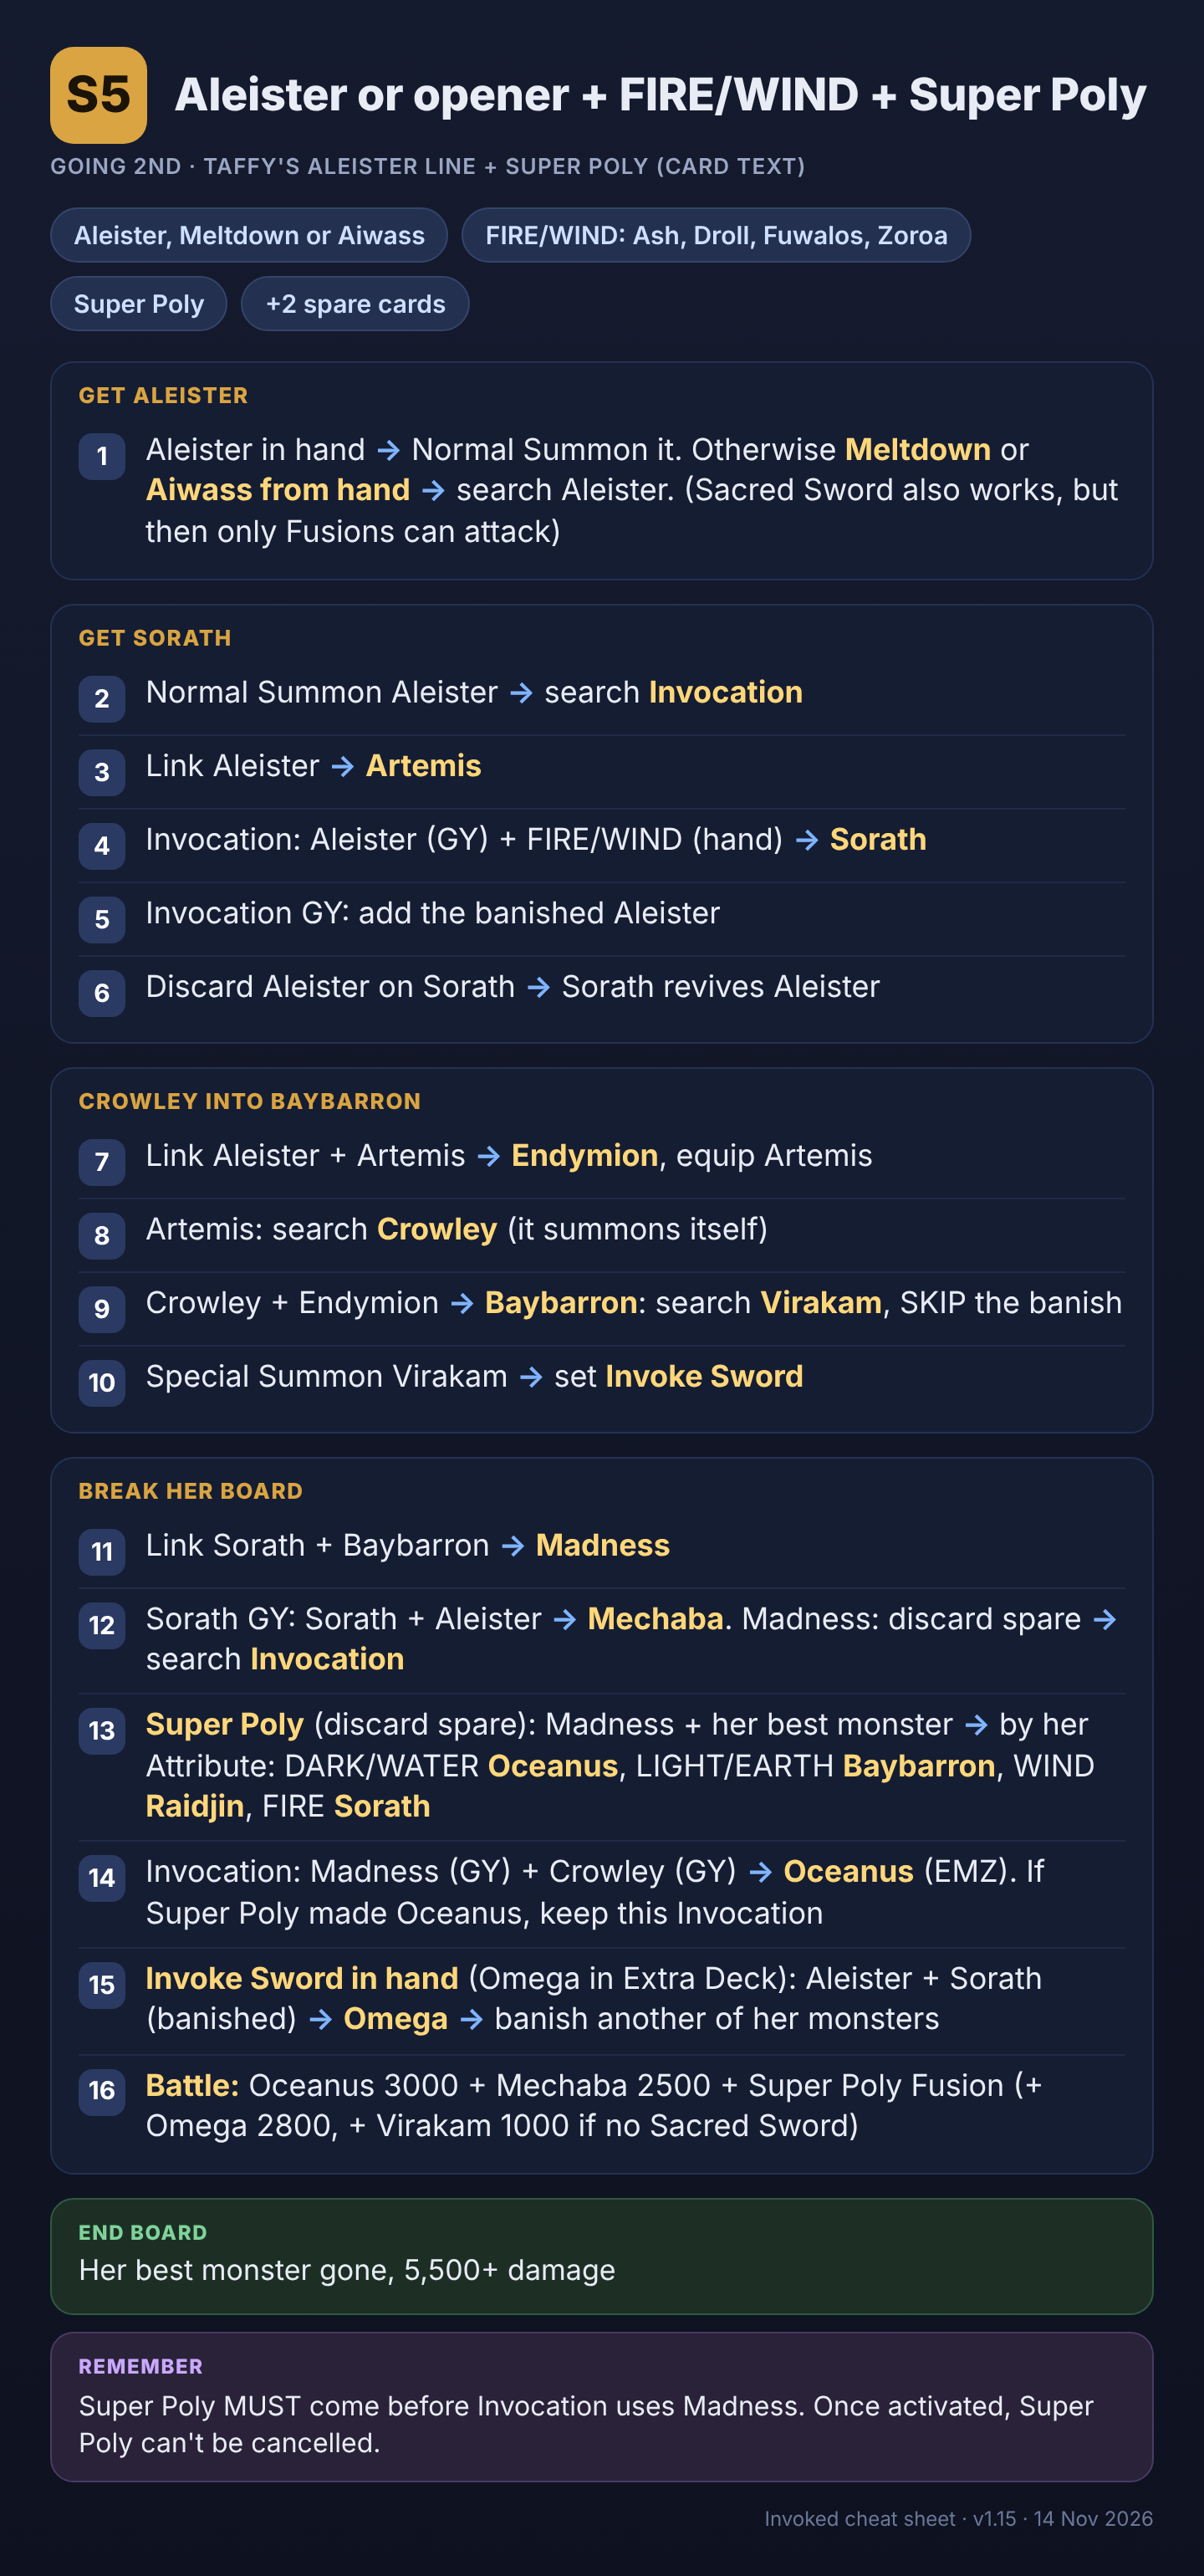 S5 Aleister or opener + FIRE/WIND + Super Poly
GOING 2ND · TAFFY'S ALEISTER LINE + SUPER POLY (CARD TEXT)
Aleister, Meltdown or Aiwass
FIRE/WIND: Ash, Droll, Fuwalos, Zoroa
Super Poly
+2 spare cards
GET ALEISTER
1 Aleister in hand → Normal Summon it. Otherwise Meltdown or
Aiwass from hand → search Aleister. (Sacred Sword also works, but
then only Fusions can attack)
GET SORATH
2 Normal Summon Aleister → search Invocation
3 Link Aleister → Artemis
4 Invocation: Aleister (GY) + FIRE/WIND (hand) → Sorath
5 Invocation GY: add the banished Aleister
6 Discard Aleister on Sorath → Sorath revives Aleister
CROWLEY INTO BAYBARRON
7 Link Aleister + Artemis → Endymion, equip Artemis
8 Artemis: search Crowley (it summons itself)
9 Crowley + Endymion → Baybarron: search Virakam, SKIP the banish
10 Special Summon Virakam → set Invoke Sword
BREAK HER BOARD
11 Link Sorath + Baybarron → Madness
12 Sorath GY: Sorath + Aleister → Mechaba. Madness: discard spare →
search Invocation
13 Super Poly (discard spare): Madness + her best monster → by her
Attribute: DARK/WATER Oceanus, LIGHT/EARTH Baybarron, WIND
Raidjin, FIRE Sorath
14 Invocation: Madness (GY) + Crowley (GY) → Oceanus (EMZ). If
Super Poly made Oceanus, keep this Invocation
15 Invoke Sword in hand (Omega in Extra Deck): Aleister + Sorath
(banished) → Omega → banish another of her monsters
16 Battle: Oceanus 3000 + Mechaba 2500 + Super Poly Fusion (+
Omega 2800, + Virakam 1000 if no Sacred Sword)
END BOARD
Her best monster gone, 5,500+ damage
REMEMBER
Super Poly MUST come before Invocation uses Madness. Once activated, Super
Poly can't be cancelled.
Invoked cheat sheet · v1.15 · 14 Nov 2026